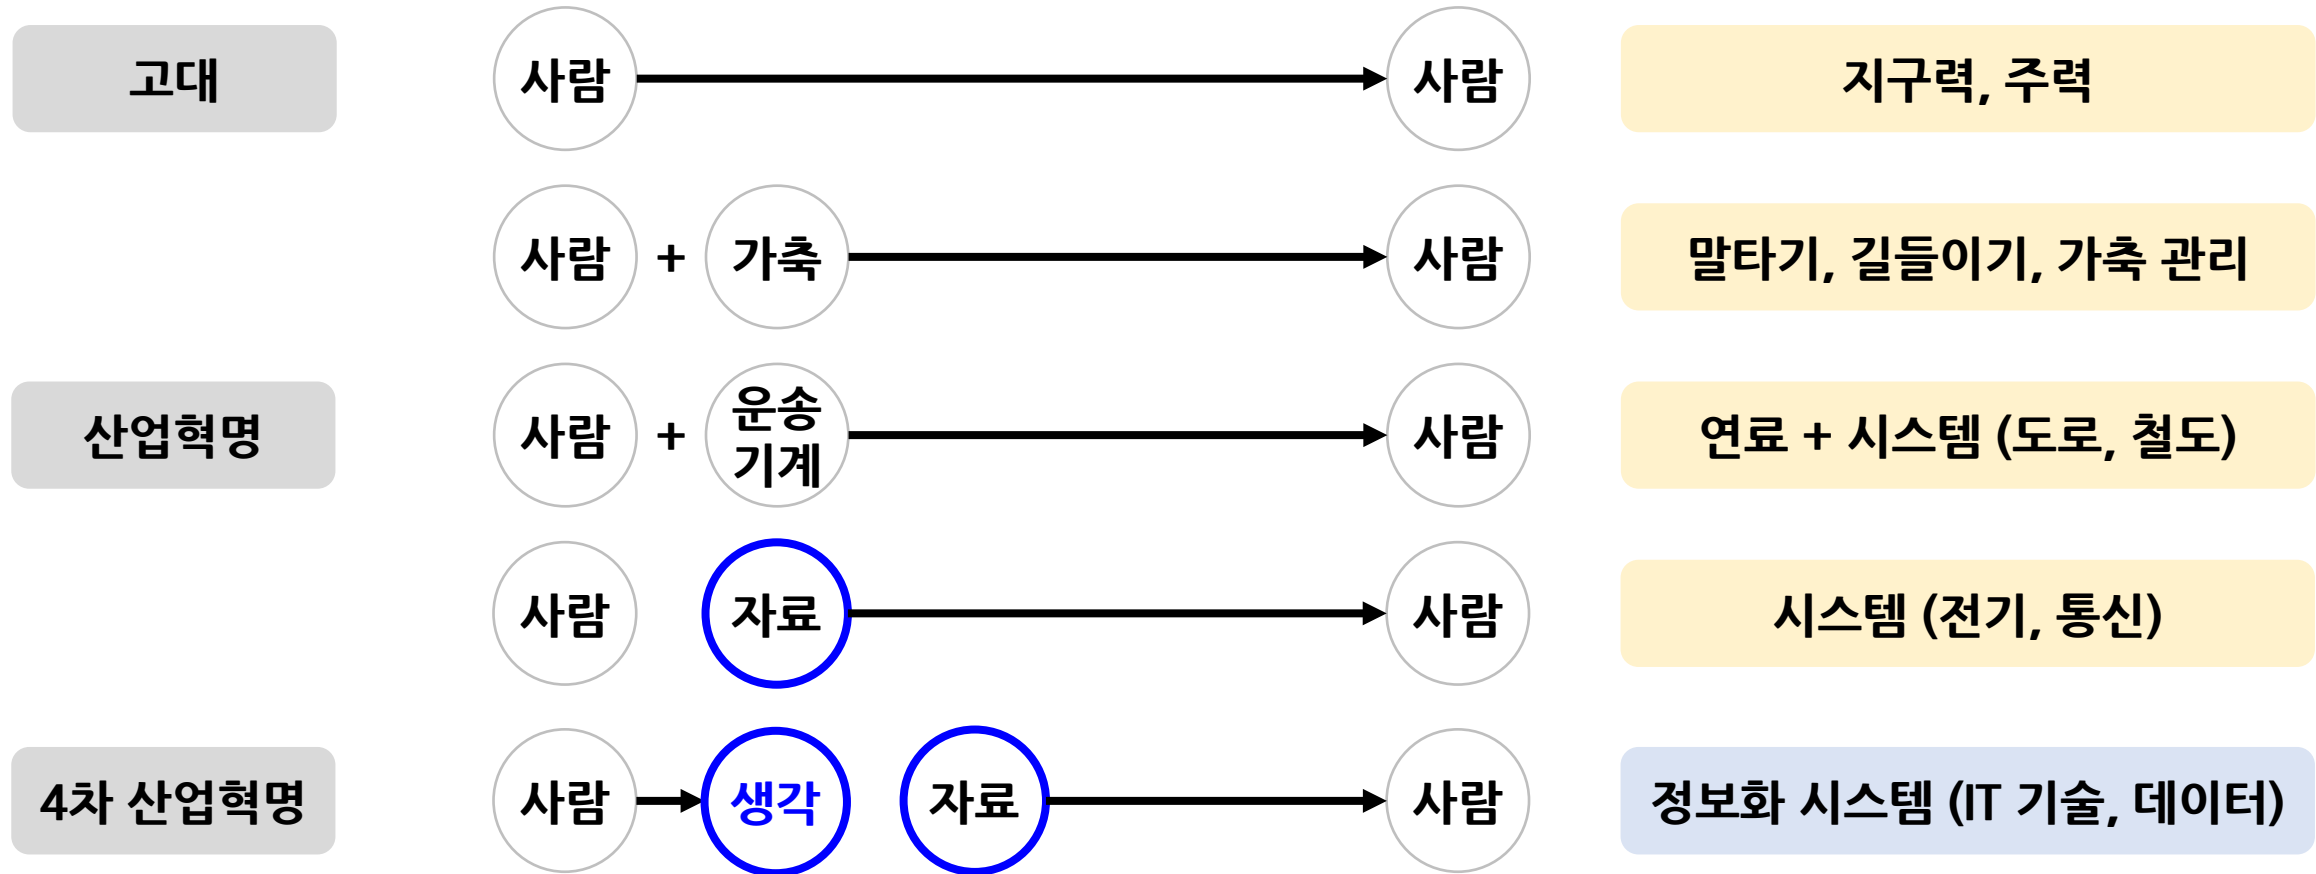 고대
사람
사람
지구력, 주력
사람
+
가축
사람
말타기, 길들이기, 가축 관리
산업혁명
사람
+
운송
기계
사람
연료 + 시스템 (도로, 철도)
사람
자료
사람
시스템 (전기, 통신)
4차 산업혁명
사람
생각
자료
사람
정보화 시스템 (IT 기술, 데이터)